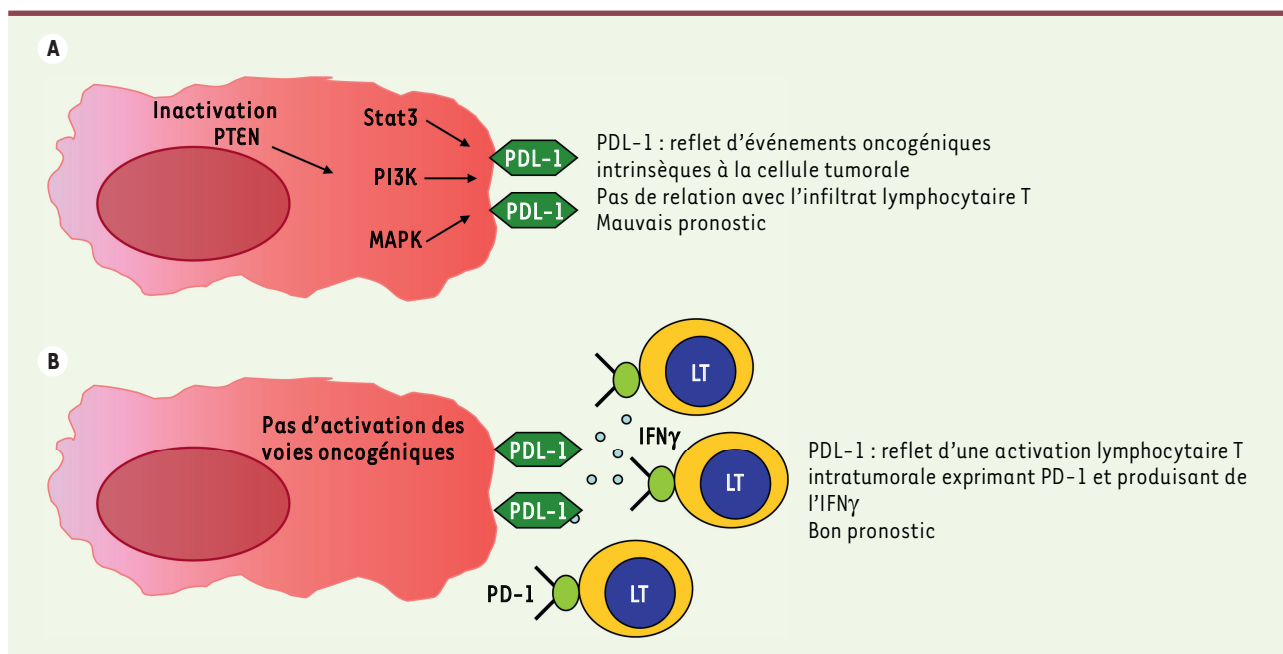 A
Inactivation
PTEN
Stat3
PI3K
MAPK
PDL-1
PDL-1
PDL-1 : reflet d'événements oncogéniques
intrinsèques à la cellule tumorale
Pas de relation avec l'infiltrat lymphocytaire T
Mauvais pronostic
B
Pas d'activation des
voies oncogéniques
PDL-1
PDL-1
IFNγ
LT
LT
PD-1
LT
PDL-1 : reflet d'une activation lymphocytaire T
intratumorale exprimant PD-1 et produisant de
l'IFNγ
Bon pronostic